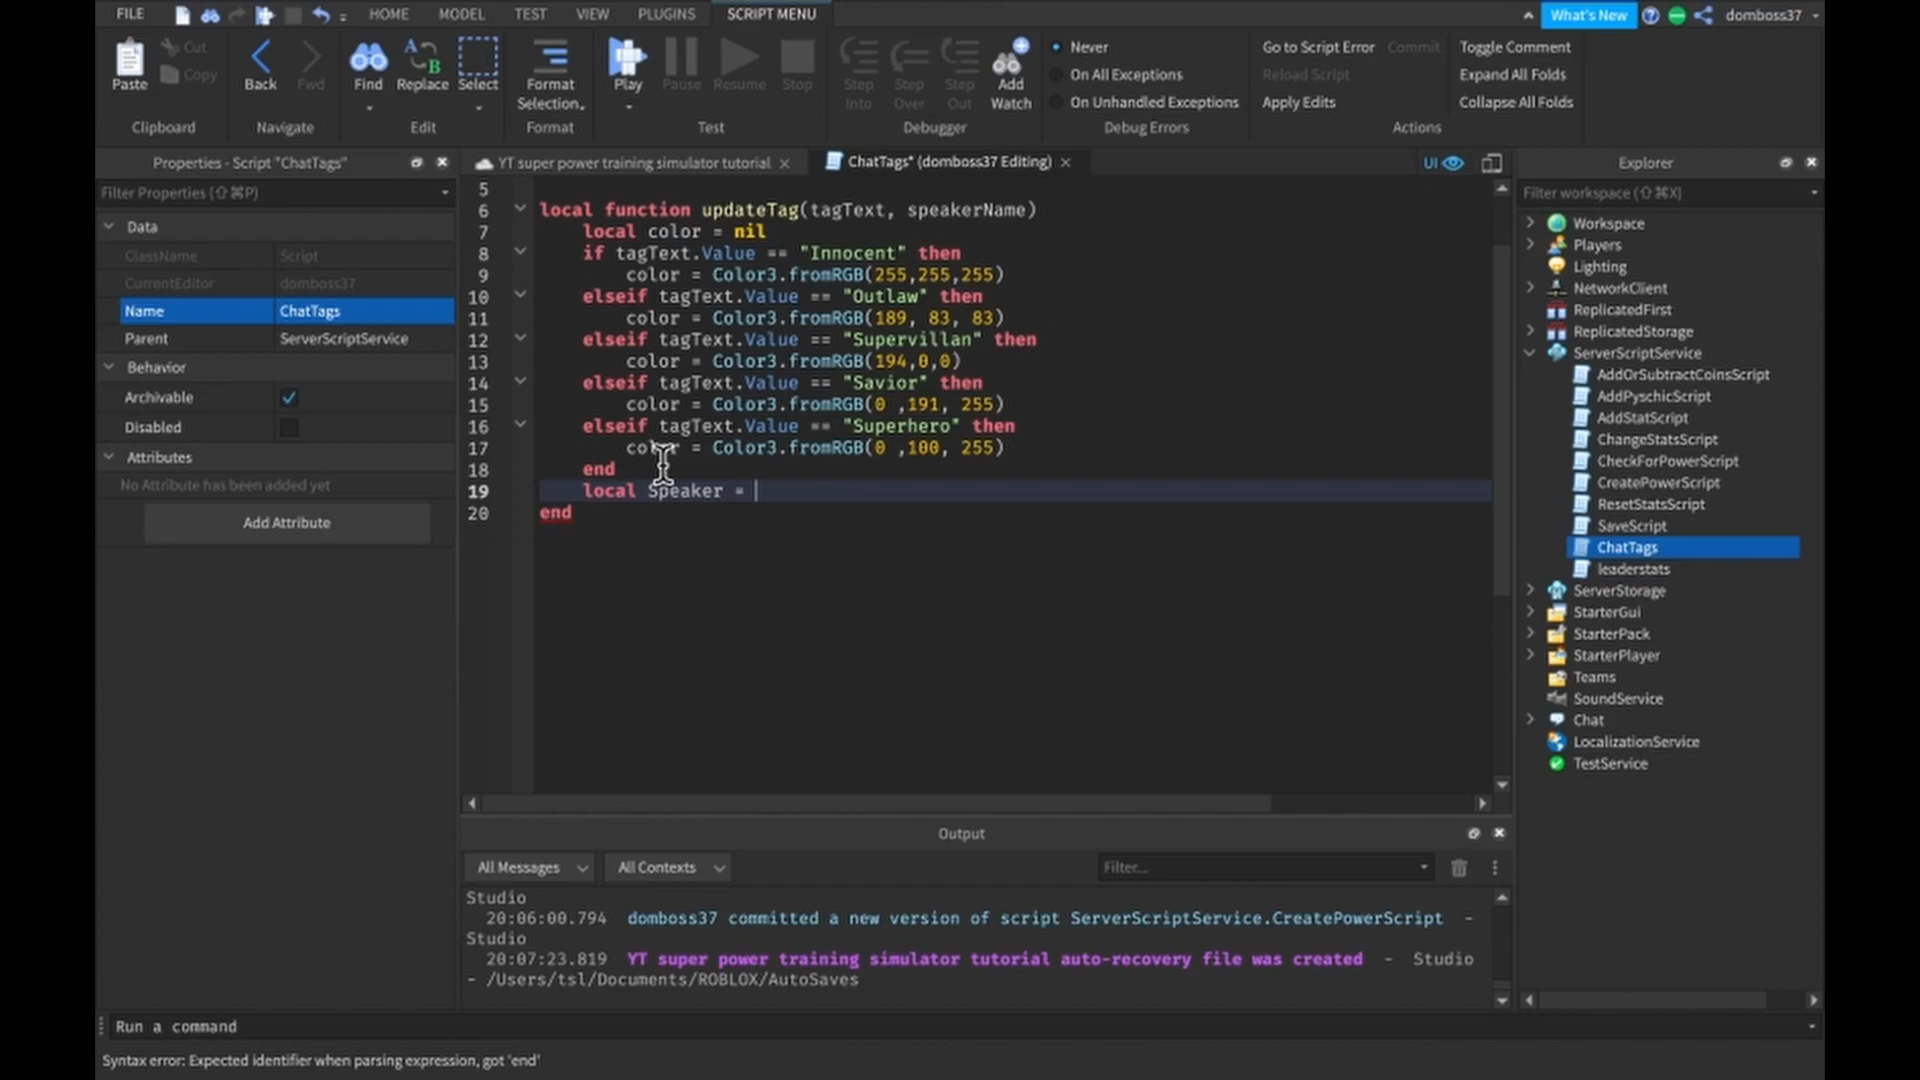 FILE HOME MODEL TEST VIEW PLUGINS SCRIPT MENU What's New domboss37
Paste Cut Copy Back Fwd Find Replace Select Format Selection Play Pause Resume Stop Step Into Step Over Step Out Add Watch
Never
On All Exceptions
On Unhandled Exceptions
Go to Script Error Commit
Reload Script
Apply Edits
Toggle Comment
Expand All Folds
Collapse All Folds
Clipboard Navigate Edit Format Test Debugger Debug Errors Actions
Properties - Script "ChatTags"
Filter Properties (⇧⌘P)
Data
ClassName Script
CurrentEditor domboss37
Name ChatTags
Parent ServerScriptService
Behavior
Archivable
Disabled
Attributes
No Attribute has been added yet
Add Attribute
YT super power training simulator tutorial ChatTags* (domboss37 Editing) UI
5
6 local function updateTag(tagText, speakerName)
7 local color = nil
8 if tagText.Value == "Innocent" then
9 color = Color3.fromRGB(255,255,255)
10 elseif tagText.Value == "Outlaw" then
11 color = Color3.fromRGB(189, 83, 83)
12 elseif tagText.Value == "Supervillan" then
13 color = Color3.fromRGB(194,0,0)
14 elseif tagText.Value == "Savior" then
15 color = Color3.fromRGB(0 ,191, 255)
16 elseif tagText.Value == "Superhero" then
17 color = Color3.fromRGB(0 ,100, 255)
18 end
19 local Speaker =
20 end
Explorer
Filter workspace (⇧⌘X)
Workspace
Players
Lighting
NetworkClient
ReplicatedFirst
ReplicatedStorage
ServerScriptService
AddOrSubtractCoinsScript
AddPyschicScript
AddStatScript
ChangeStatsScript
CheckForPowerScript
CreatePowerScript
ResetStatsScript
SaveScript
ChatTags
leaderstats
ServerStorage
StarterGui
StarterPack
StarterPlayer
Teams
SoundService
Chat
LocalizationService
TestService
Output
All Messages All Contexts Filter...
Studio
20:06:00.794 domboss37 committed a new version of script ServerScriptService.CreatePowerScript -
Studio
20:07:23.819 YT super power training simulator tutorial auto-recovery file was created - Studio
- /Users/tsl/Documents/ROBLOX/AutoSaves
Run a command
Syntax error: Expected identifier when parsing expression, got 'end'